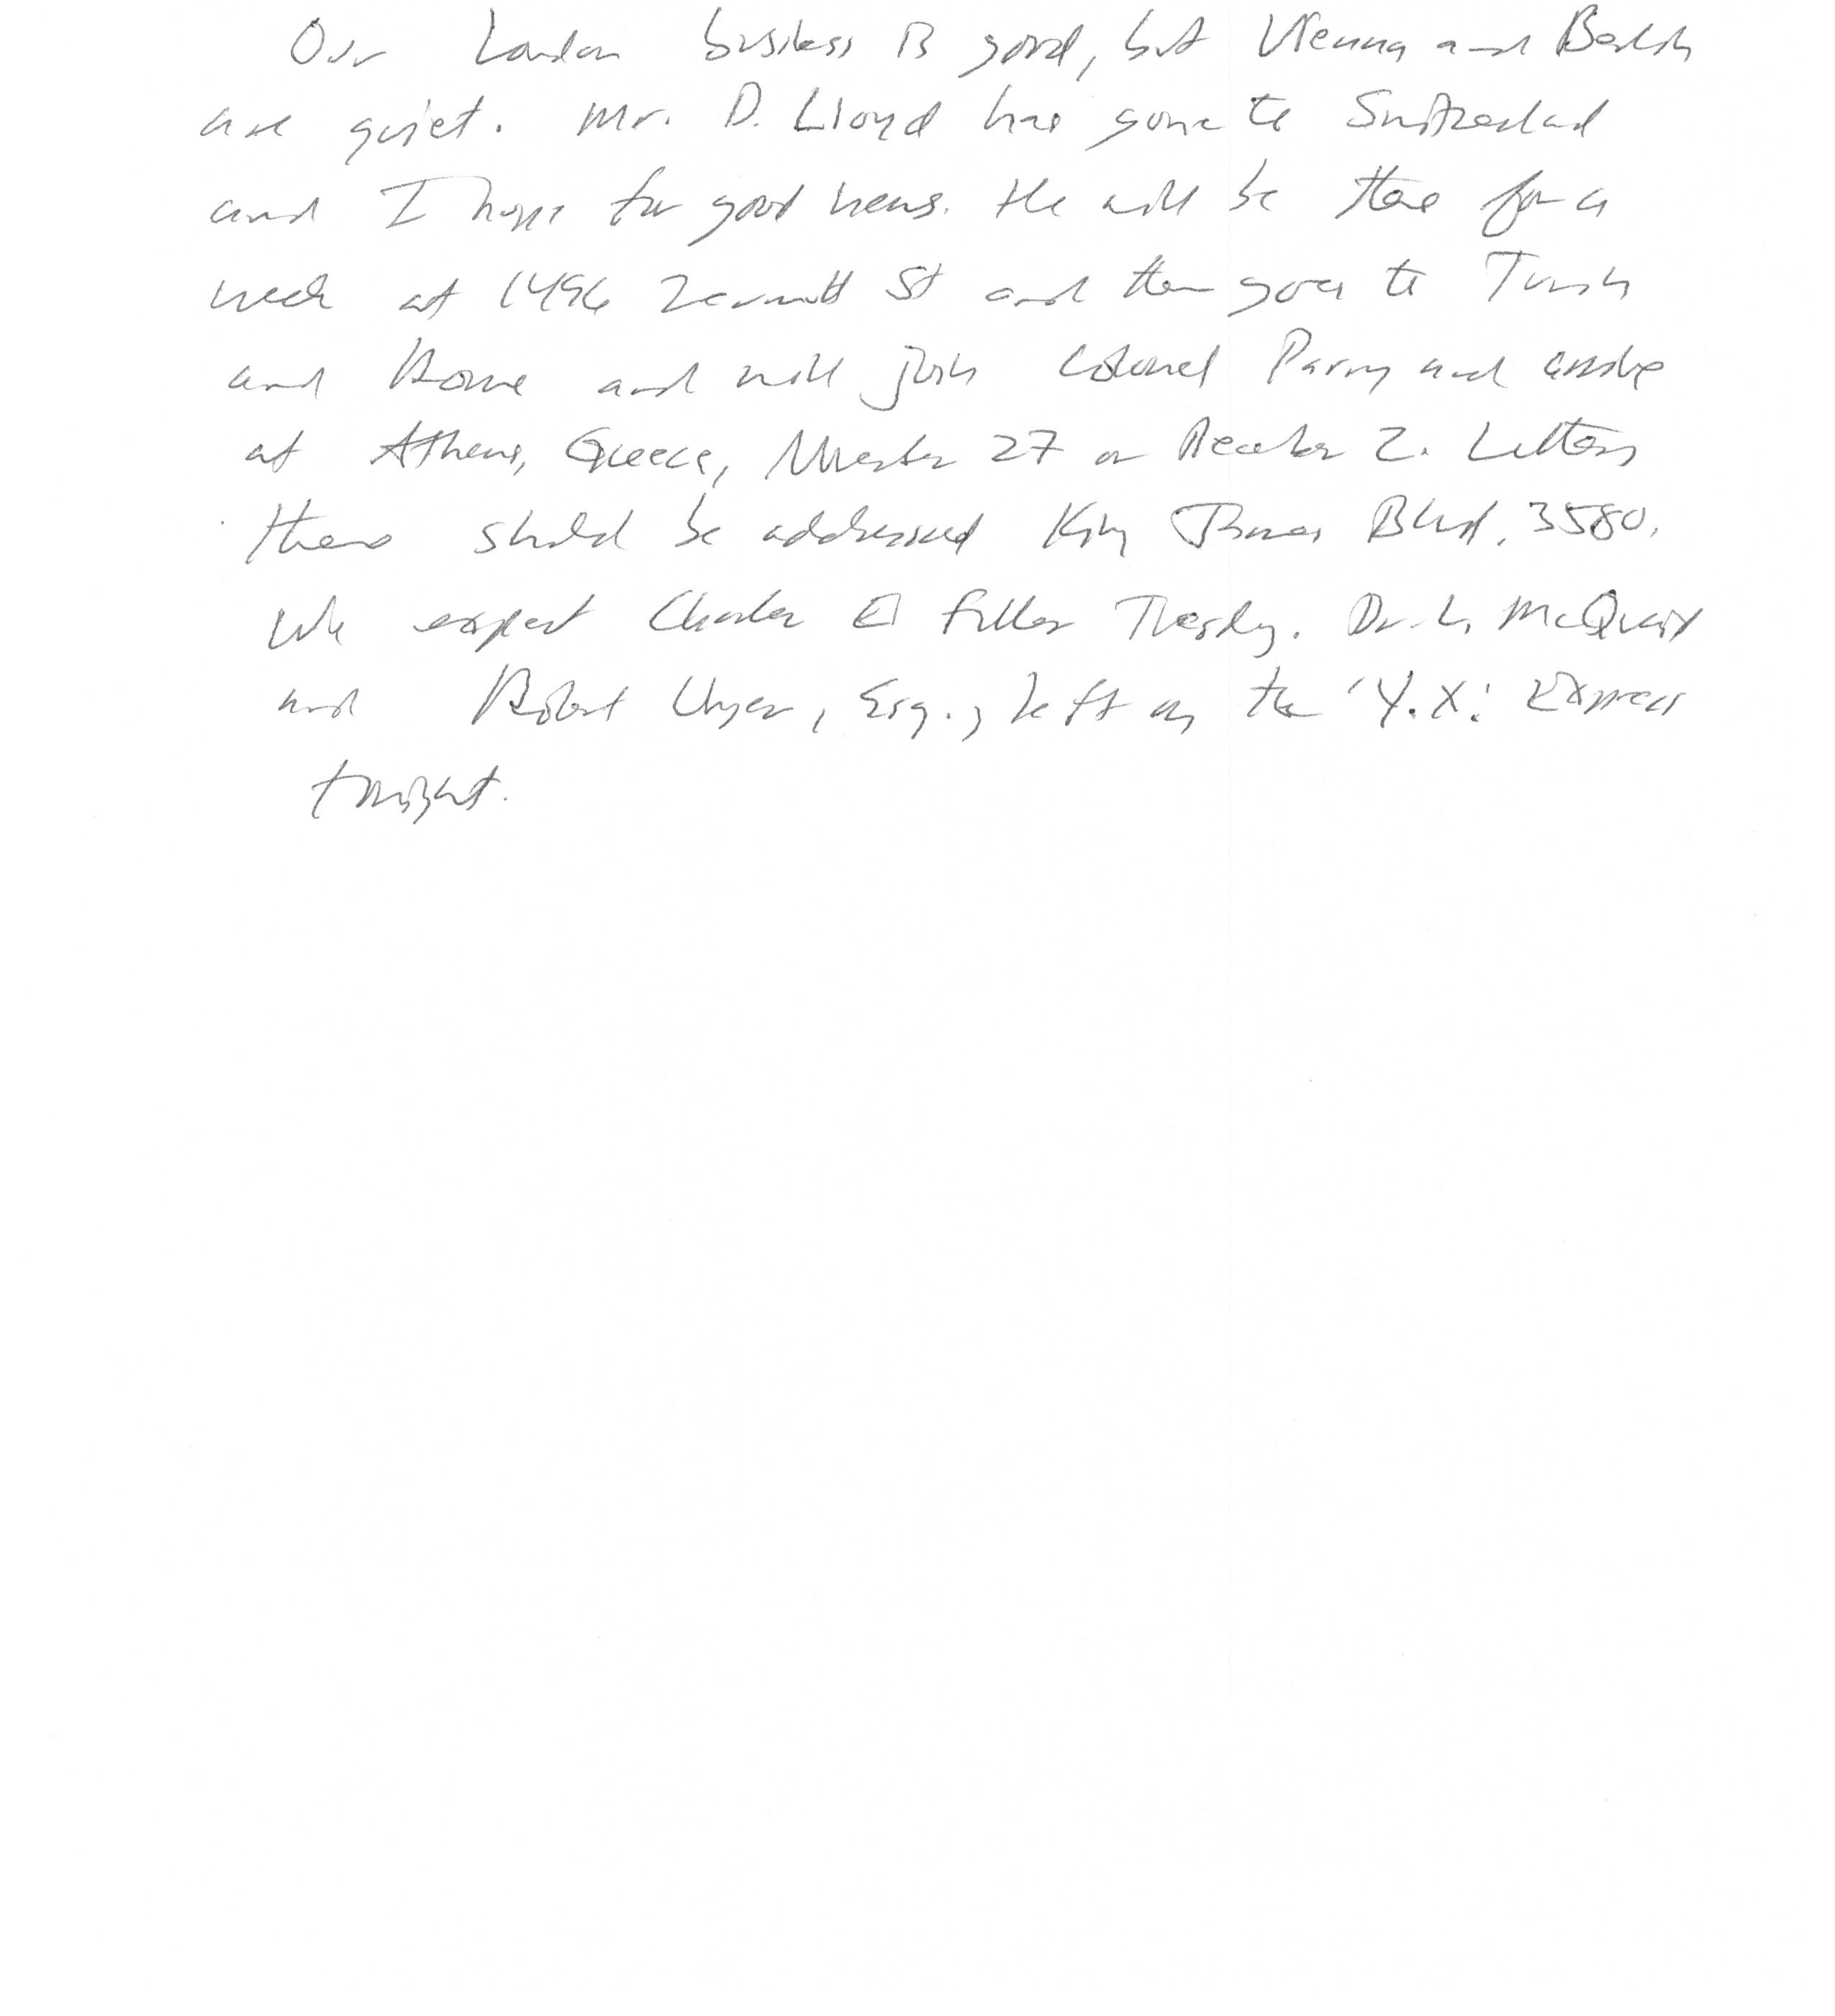 Our London business is good, but Vienna and Berlin
are quiet. Mr. D. Lloyd has gone to Switzerland
and I hope for good news. He will be there for a
week at 1496 Zermott St and then goes to Turin
and Rome and will join Colonel Parry and arrive
at Athens, Greece, November 27 or December 2. Letters
there should be addressed King James Blvd. 3580.
We expect Charles E Fuller Tuesday. Dr. L. McQuaid
and Robert Unger, Esq., left on the 'Y.X.' Express
tonight.